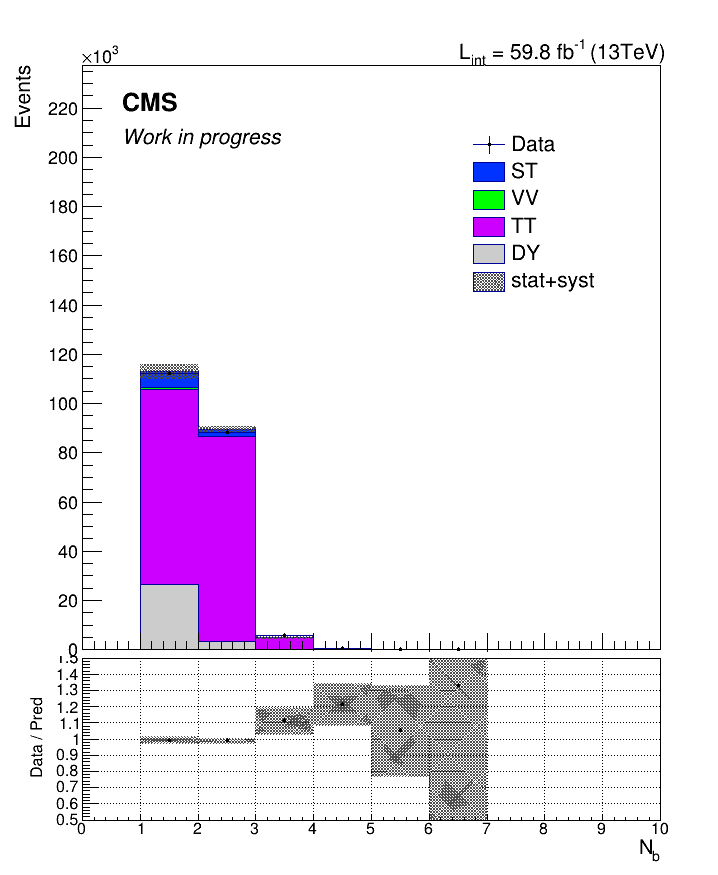 ×10³
L_int = 59.8 fb⁻¹ (13TeV)
Events
CMS
Work in progress
Data
ST
VV
TT
DY
stat+syst
220
200
180
160
140
120
100
80
60
40
20
0
Data / Pred
1.5
1.4
1.3
1.2
1.1
1
0.9
0.8
0.7
0.6
0.5
0 1 2 3 4 5 6 7 8 9 10
N_b